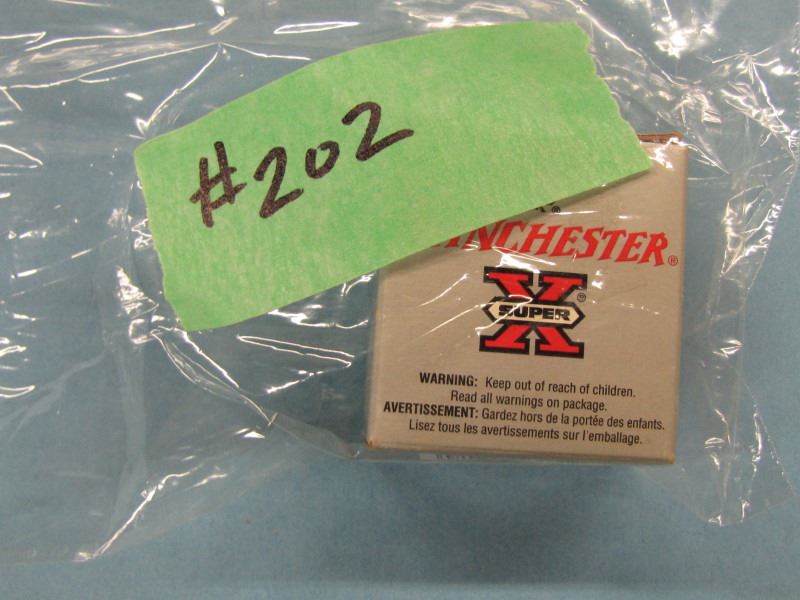 #202
WINCHESTER®
X
SUPER ®
WARNING: Keep out of reach of children.
Read all warnings on package.
AVERTISSEMENT: Gardez hors de la portée des enfants.
Lisez tous les avertissements sur l'emballage.